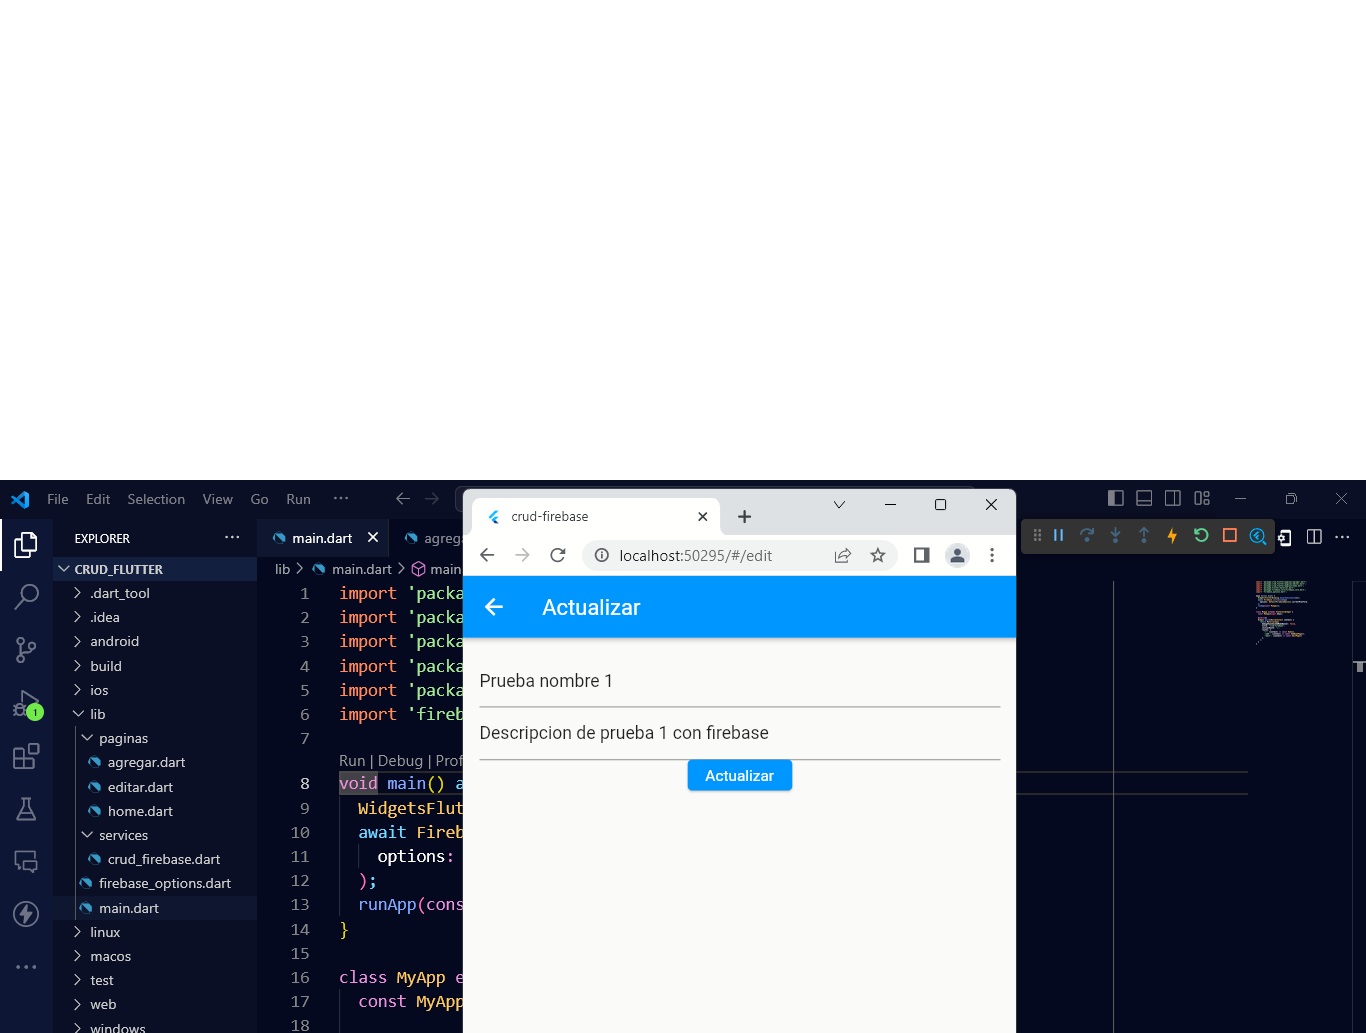 File Edit Selection View Go Run ···
crud-firebase
EXPLORER
main.dart
agreg
localhost:50295/#/edit
CRUD_FLUTTER
lib > main.dart > main
.dart_tool
.idea
android
build
ios
lib
paginas
agregar.dart
editar.dart
home.dart
services
crud_firebase.dart
firebase_options.dart
main.dart
linux
macos
test
web
windows
1
1 import 'packa
2 import 'packa
3 import 'packa
4 import 'packa
5 import 'packa
6 import 'fireb
7
Run | Debug | Prof
8 void main() a
9 WidgetsFlut
10 await Fireb
11 options:
12 );
13 runApp(cons
14 }
15
16 class MyApp e
17 const MyApp
18
Actualizar
Prueba nombre 1
Descripcion de prueba 1 con firebase
Actualizar